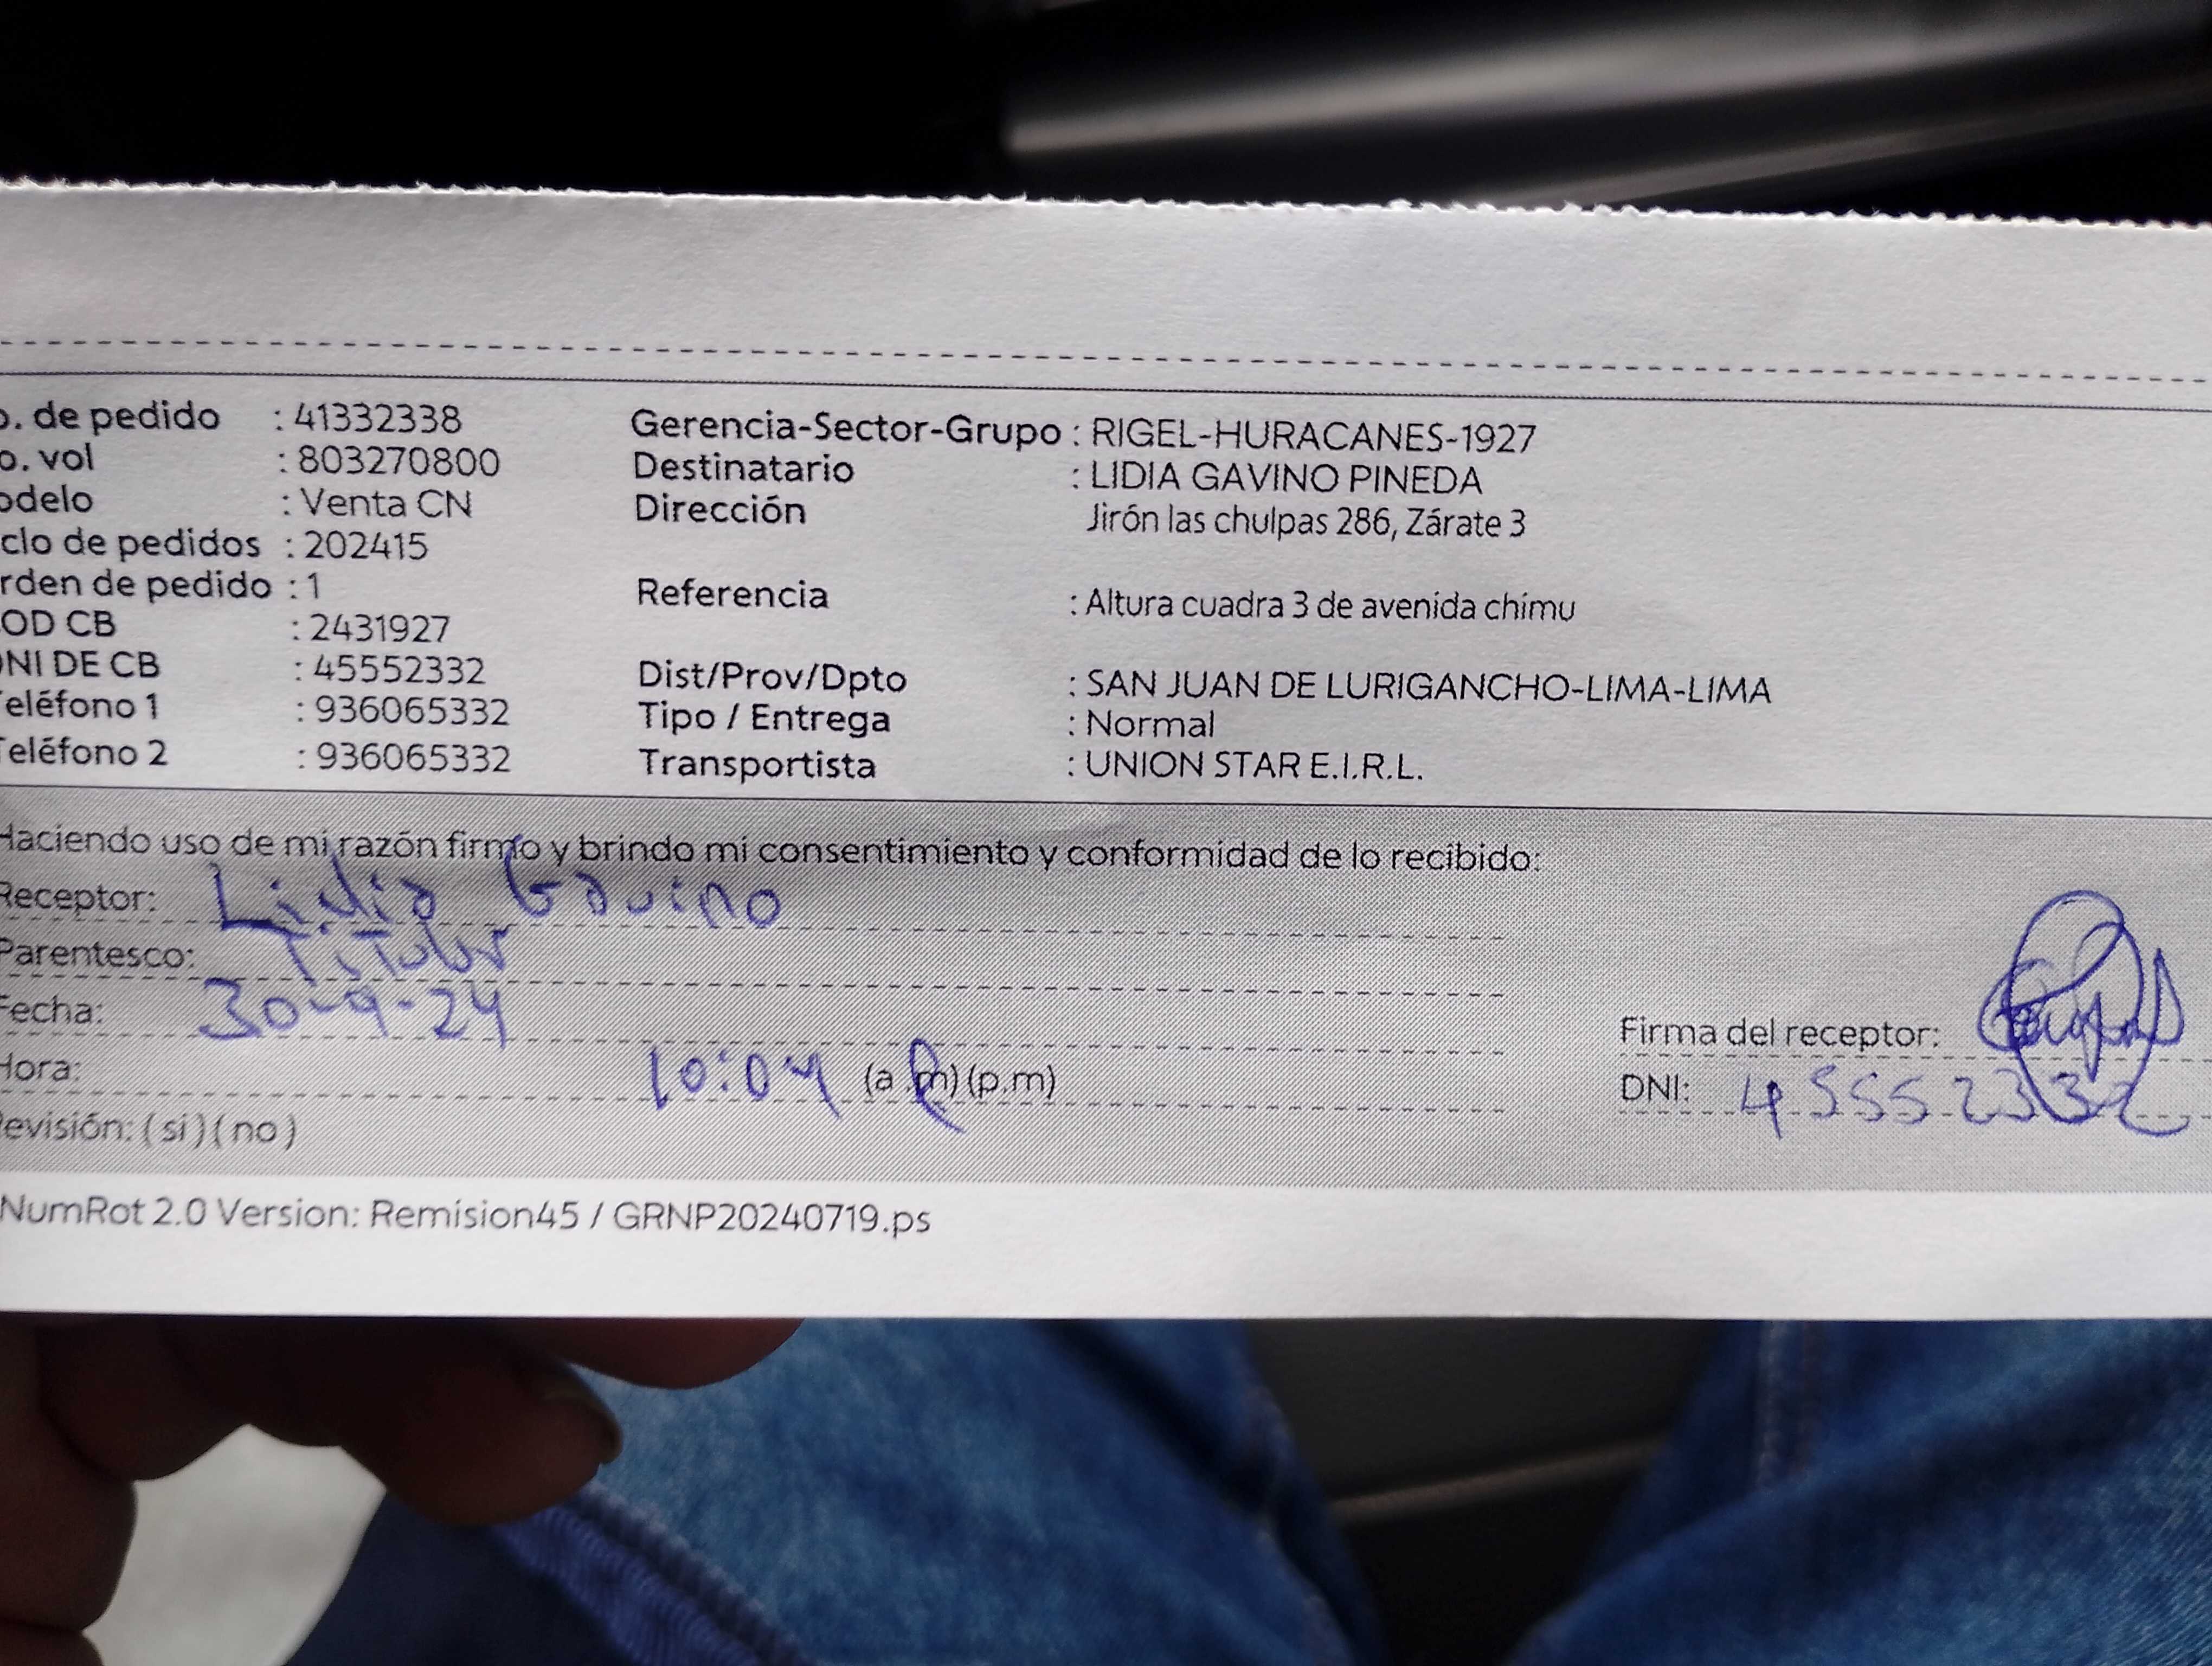 o. de pedido : 41332338 Gerencia-Sector-Grupo : RIGEL-HURACANES-1927
o. vol : 803270800 Destinatario : LIDIA GAVINO PINEDA
odelo : Venta CN Dirección Jirón las chulpas 286, Zárate 3
clo de pedidos : 202415
rden de pedido : 1 Referencia : Altura cuadra 3 de avenida chimu
OD CB : 2431927
NI DE CB : 45552332 Dist/Prov/Dpto : SAN JUAN DE LURIGANCHO-LIMA-LIMA
eléfono 1 : 936065332 Tipo / Entrega : Normal
eléfono 2 : 936065332 Transportista : UNION STAR E.I.R.L.
Haciendo uso de mi razón firmo y brindo mi consentimiento y conformidad de lo recibido:
Receptor: Lidia Gavino
Parentesco: Titular
Fecha: 30-9-24
Hora: 10:04 (a.m) (p.m)
evisión: ( si ) ( no )
Firma del receptor:
DNI: 45552332
NumRot 2.0 Version: Remision45 / GRNP20240719.ps